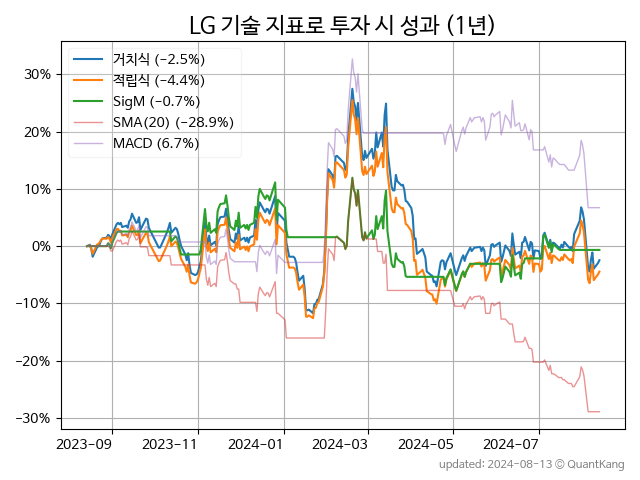 LG 기술 지표로 투자 시 성과 (1년)
거치식 (−2.5%)
적립식 (−4.4%)
SigM (−0.7%)
SMA(20) (−28.9%)
MACD (6.7%)
30%
20%
10%
0%
−10%
−20%
−30%
2023-09 2023-11 2024-01 2024-03 2024-05 2024-07
updated: 2024-08-13 © QuantKang